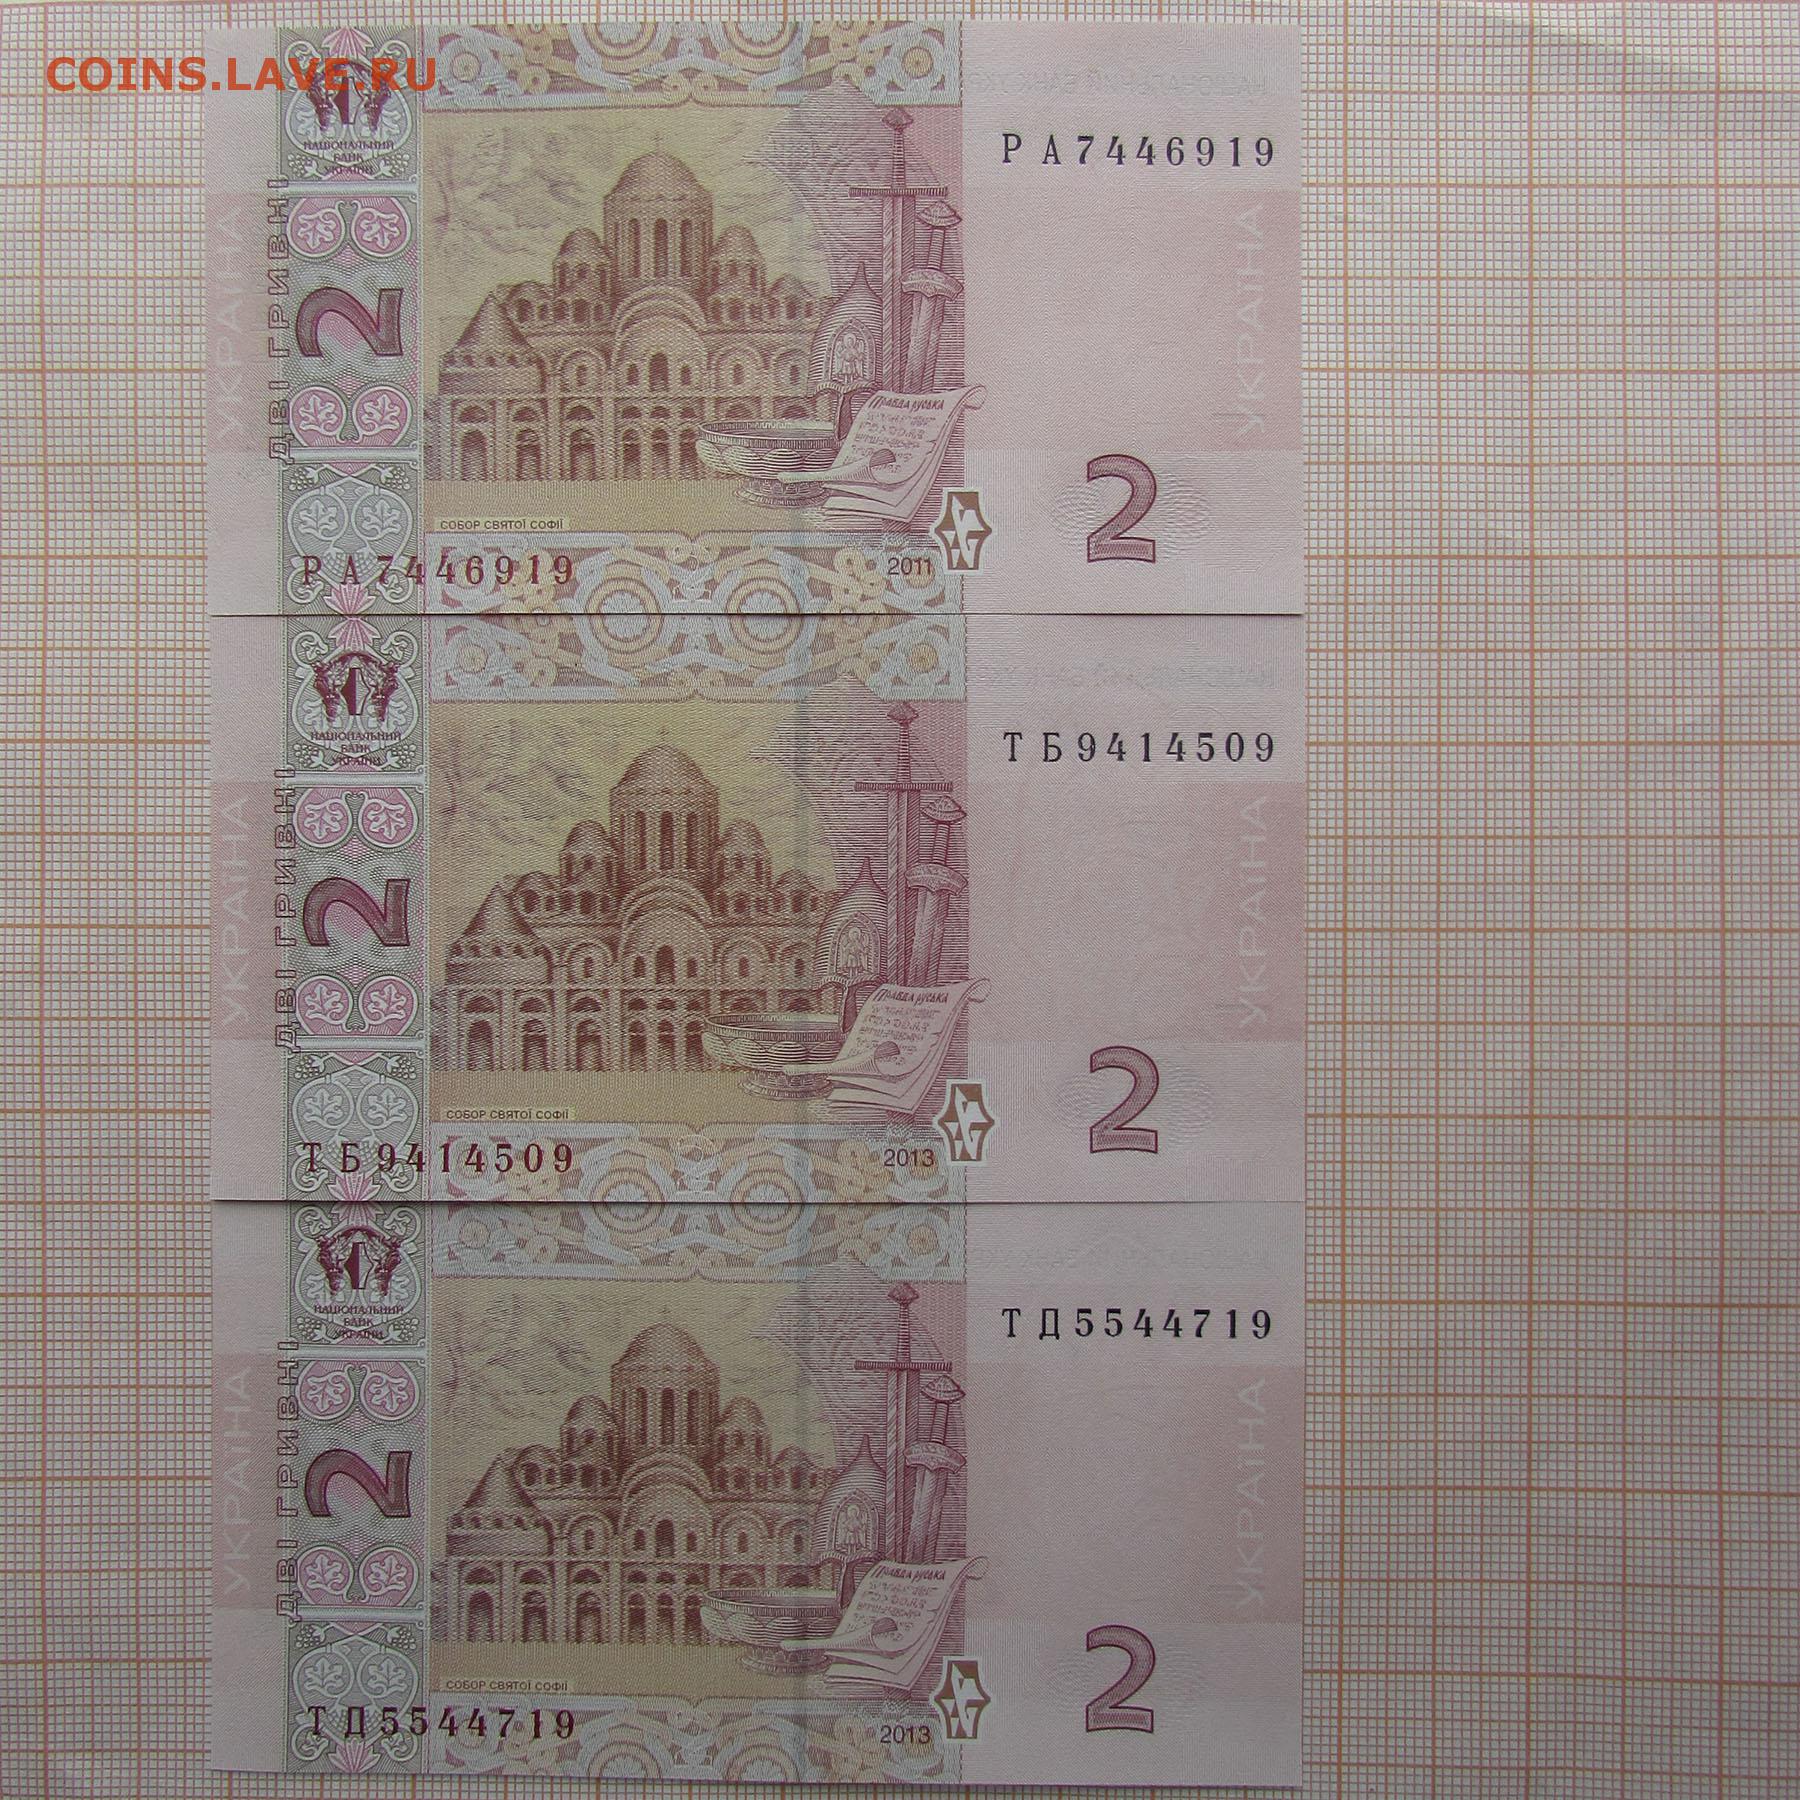 COINS.LAVE.RU
НАЦІОНАЛЬНИЙ
БАНК
УКРАЇНИ
РА7446919
УКРАЇНА
ДВІ ГРИВНІ
2
УКРАЇНА
Правда руська
2
СОБОР СВЯТОЇ СОФІЇ
РА7446919
2011
НАЦІОНАЛЬНИЙ
БАНК
УКРАЇНИ
ТБ9414509
УКРАЇНА
ДВІ ГРИВНІ
2
УКРАЇНА
Правда руська
2
СОБОР СВЯТОЇ СОФІЇ
ТБ9414509
2013
НАЦІОНАЛЬНИЙ
БАНК
УКРАЇНИ
ТД5544719
УКРАЇНА
ДВІ ГРИВНІ
2
УКРАЇНА
Правда руська
2
СОБОР СВЯТОЇ СОФІЇ
ТД5544719
2013